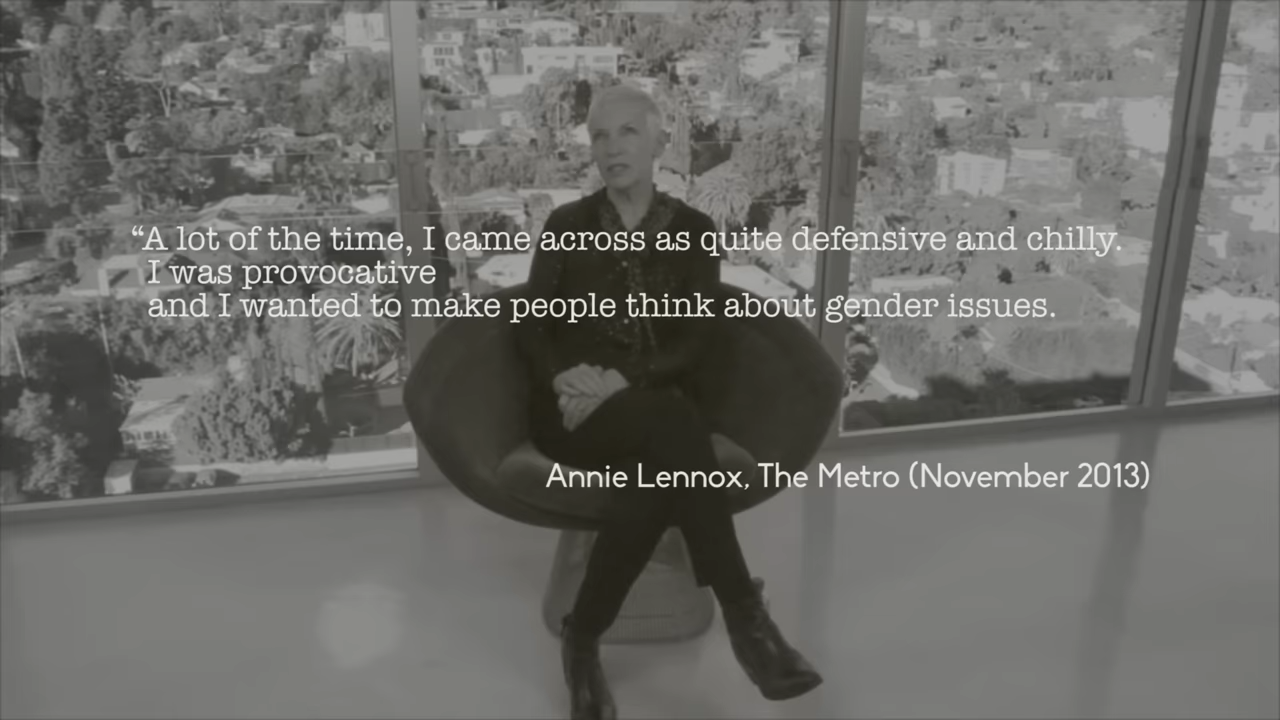 “A lot of the time, I came across as quite defensive and chilly.
I was provocative
and I wanted to make people think about gender issues.
Annie Lennox, The Metro (November 2013)